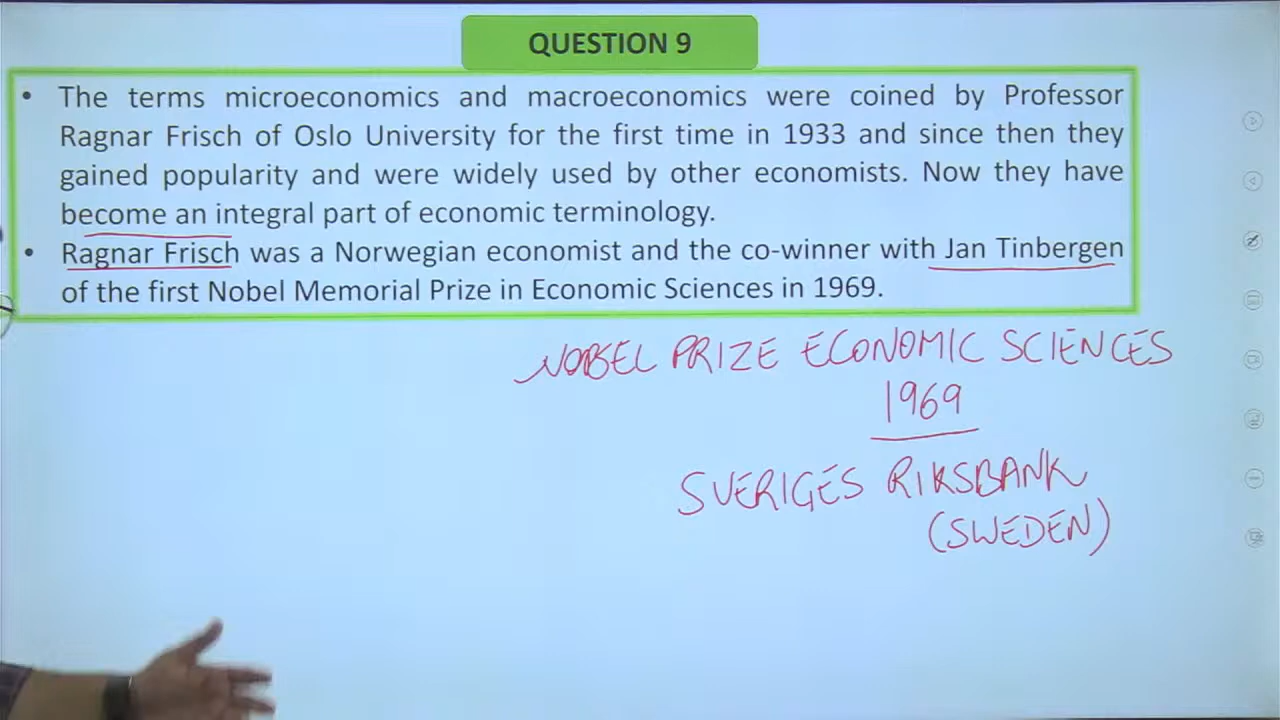 QUESTION 9
• The terms microeconomics and macroeconomics were coined by Professor
Ragnar Frisch of Oslo University for the first time in 1933 and since then they
gained popularity and were widely used by other economists. Now they have
become an integral part of economic terminology.
• Ragnar Frisch was a Norwegian economist and the co-winner with Jan Tinbergen
of the first Nobel Memorial Prize in Economic Sciences in 1969.
NOBEL PRIZE ECONOMIC SCIENCES
1969
SVERIGES RIKSBANK
(SWEDEN)